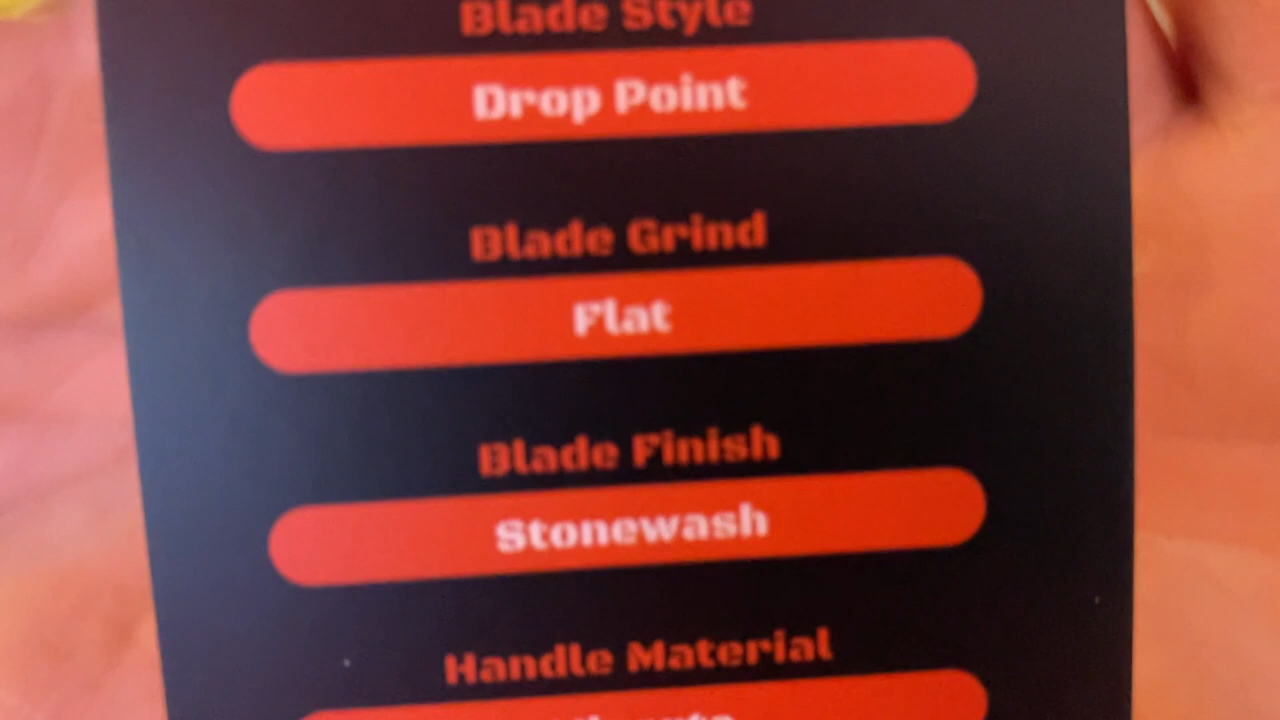 Blade Style
Drop Point
Blade Grind
Flat
Blade Finish
Stonewash
Handle Material